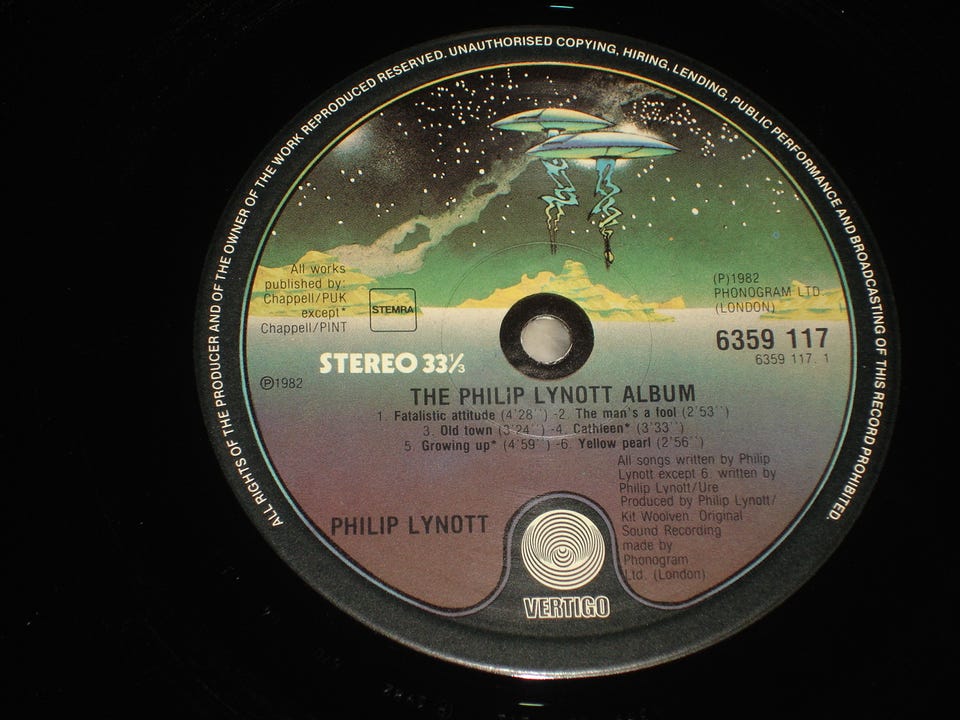 ALL RIGHTS OF THE PRODUCER AND OF THE OWNER OF THE WORK REPRODUCED RESERVED. UNAUTHORISED COPYING, HIRING, LENDING, PUBLIC PERFORMANCE AND BROADCASTING OF THIS RECORD PROHIBITED.
All works
published by:
Chappell/PUK
except*
Chappell/PINT
STEMRA
(P)1982
PHONOGRAM LTD.
(LONDON)
6359 117
6359 117. 1
STEREO 33⅓
Ⓟ1982
THE PHILIP LYNOTT ALBUM
1. Fatalistic attitude (4'28'') -2. The man's a fool (2'53'')
3. Old town (3'24'') -4. Cathleen* (3'33'')
5. Growing up* (4'59'') -6. Yellow pearl (2'56'')
All songs written by Philip
Lynott except 6. written by
Philip Lynott/Ure
Produced by Philip Lynott/
Kit Woolven. Original
Sound Recording
made by
Phonogram
Ltd. (London)
PHILIP LYNOTT
VERTIGO